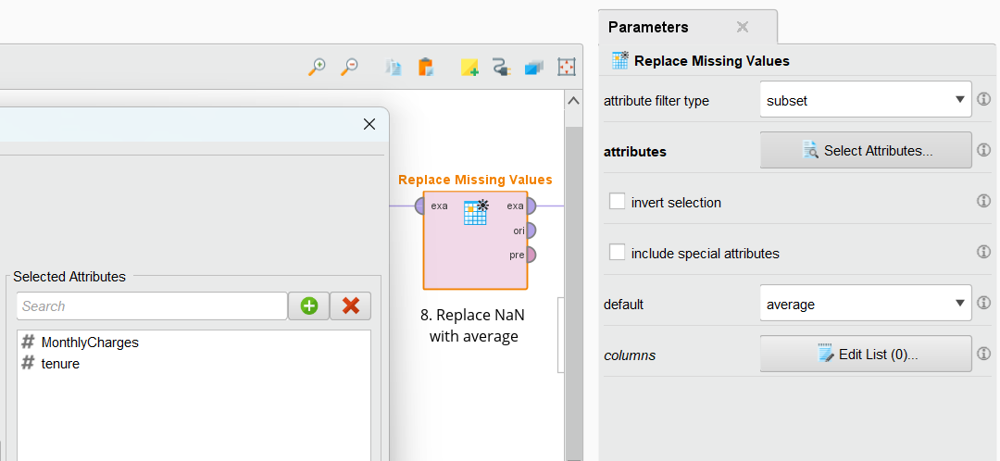 Parameters
Replace Missing Values
attribute filter type
subset
attributes
Select Attributes...
invert selection
include special attributes
default
average
columns
Edit List (0)...
Replace Missing Values
exa
exa
ori
pre
8. Replace NaN
with average
Selected Attributes
Search
# MonthlyCharges
# tenure